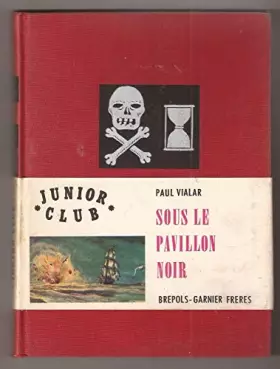 JUNIOR
CLUB
PAUL VIALAR
SOUS LE
PAVILLON
NOIR
BREPOLS-GARNIER FRERES